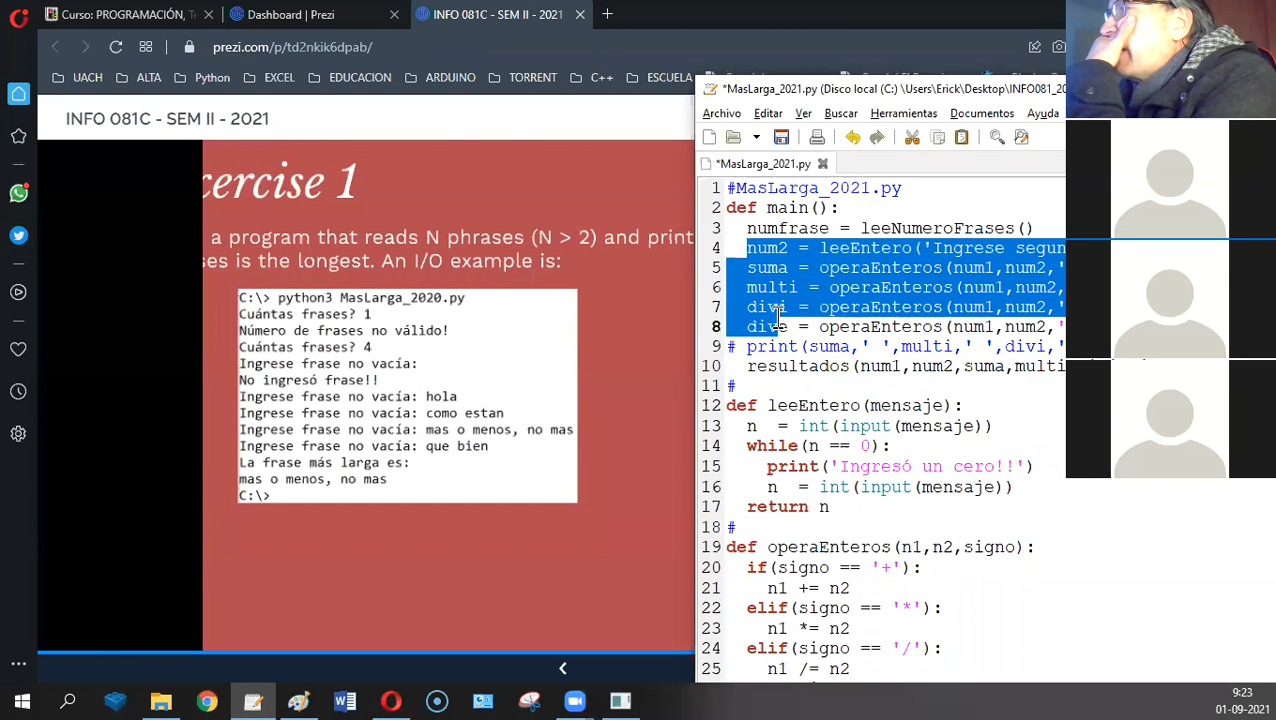 Curso: PROGRAMACIÓN, T
Dashboard | Prezi
INFO 081C - SEM II - 2021
prezi.com/p/td2nkik6dpab/
UACH
ALTA
Python
EXCEL
EDUCACION
ARDUINO
TORRENT
C++
ESCUELA
INFO 081C - SEM II - 2021
cercise 1
a program that reads N phrases (N > 2) and print
ses is the longest. An I/O example is:
C:\> python3 MasLarga_2020.py
Cuántas frases? 1
Número de frases no válido!
Cuántas frases? 4
Ingrese frase no vacía:
No ingresó frase!!
Ingrese frase no vacía: hola
Ingrese frase no vacía: como estan
Ingrese frase no vacía: mas o menos, no mas
Ingrese frase no vacía: que bien
La frase más larga es:
mas o menos, no mas
C:\>
*MasLarga_2021.py (Disco local (C:) \Users\Erick\Desktop\INFO081_20
Archivo Editar Ver Buscar Herramientas Documentos Ayuda
*MasLarga_2021.py
1 #MasLarga_2021.py
2 def main():
3 numfrase = leeNumeroFrases()
4 num2 = leeEntero('Ingrese segun
5 suma = operaEnteros(num1,num2,'
6 multi = operaEnteros(num1,num2,
7 divi = operaEnteros(num1,num2,'
8 dive = operaEnteros(num1,num2,'
9 # print(suma,' ',multi,' ',divi,'
10 resultados(num1,num2,suma,multi
11 #
12 def leeEntero(mensaje):
13 n = int(input(mensaje))
14 while(n == 0):
15 print('Ingresó un cero!!')
16 n = int(input(mensaje))
17 return n
18 #
19 def operaEnteros(n1,n2,signo):
20 if(signo == '+'):
21 n1 += n2
22 elif(signo == '*'):
23 n1 *= n2
24 elif(signo == '/'):
25 n1 /= n2
9:23
01-09-2021